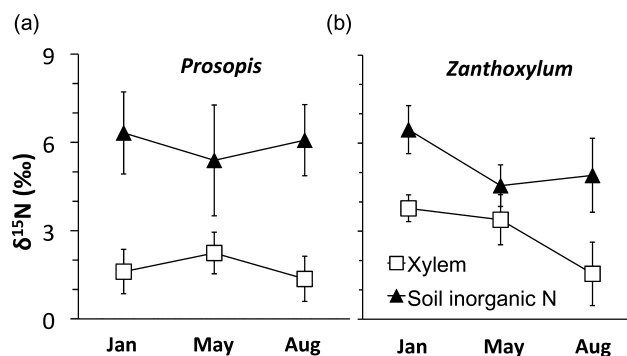 (a)
(b)
Prosopis
Zanthoxylum
δ¹⁵N (‰)
9
6
3
0
Xylem
Soil inorganic N
Jan May Aug
Jan May Aug